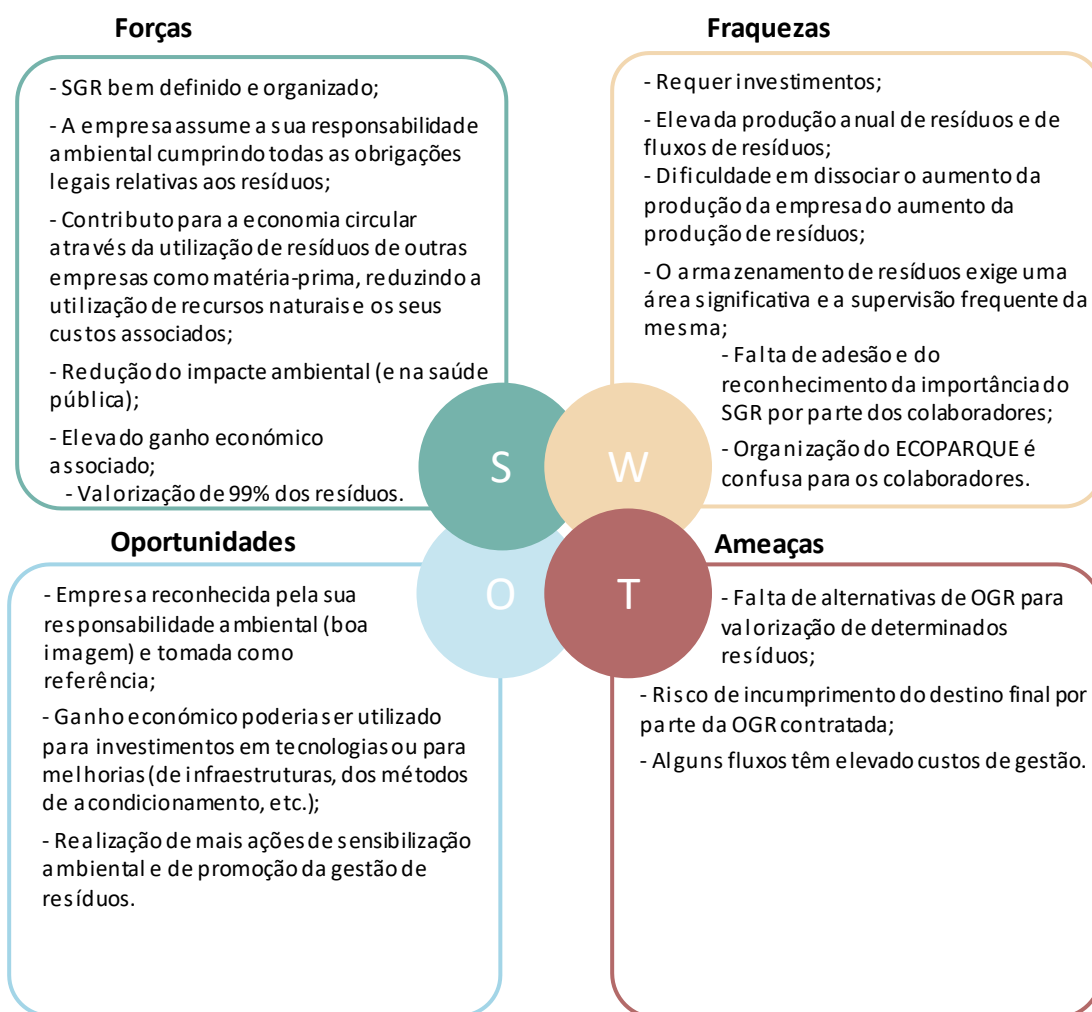 Forças
- SGR bem definido e organizado;
- A empresa assume a sua responsabilidade
ambiental cumprindo todas as obrigações
legais relativas aos resíduos;
- Contributo para a economia circular
através da utilização de resíduos de outras
empresas como matéria-prima, reduzindo a
utilização de recursos naturais e os seus
custos associados;
- Redução do impacte ambiental (e na saúde
pública);
- Elevado ganho económico
associado;
- Valorização de 99% dos resíduos.
Fraquezas
- Requer investimentos;
- Elevada produção anual de resíduos e de
fluxos de resíduos;
- Dificuldade em dissociar o aumento da
produção da empresa do aumento da
produção de resíduos;
- O armazenamento de resíduos exige uma
área significativa e a supervisão frequente da
mesma;
- Falta de adesão e do
reconhecimento da importância do
SGR por parte dos colaboradores;
- Organização do ECOPARQUE é
confusa para os colaboradores.
S
W
O
T
Oportunidades
- Empresa reconhecida pela sua
responsabilidade ambiental (boa
imagem) e tomada como
referência;
- Ganho económico poderia ser utilizado
para investimentos em tecnologias ou para
melhorias (de infraestruturas, dos métodos
de acondicionamento, etc.);
- Realização de mais ações de sensibilização
ambiental e de promoção da gestão de
resíduos.
Ameaças
- Falta de alternativas de OGR para
valorização de determinados
resíduos;
- Risco de incumprimento do destino final por
parte da OGR contratada;
- Alguns fluxos têm elevado custos de gestão.